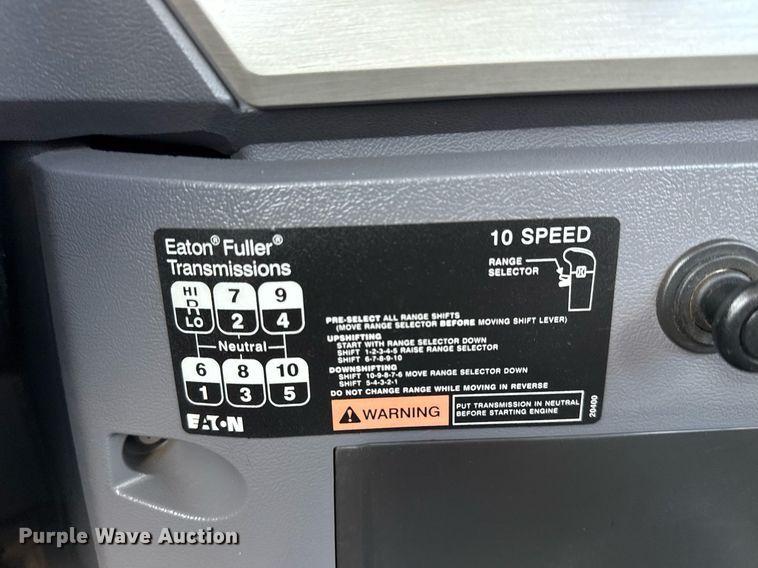 Eaton® Fuller®
Transmissions
10 SPEED
RANGE
SELECTOR
HI
R
LO
7
2
9
4
Neutral
6
1
8
3
10
5
EATON
PRE-SELECT ALL RANGE SHIFTS
(MOVE RANGE SELECTOR BEFORE MOVING SHIFT LEVER)
UPSHIFTING
START WITH RANGE SELECTOR DOWN
SHIFT 1-2-3-4-5 RAISE RANGE SELECTOR
SHIFT 6-7-8-9-10
DOWNSHIFTING
SHIFT 10-9-8-7-6 MOVE RANGE SELECTOR DOWN
SHIFT 5-4-3-2-1
DO NOT CHANGE RANGE WHILE MOVING IN REVERSE
WARNING
PUT TRANSMISSION IN NEUTRAL
BEFORE STARTING ENGINE
20400
Purple Wave Auction